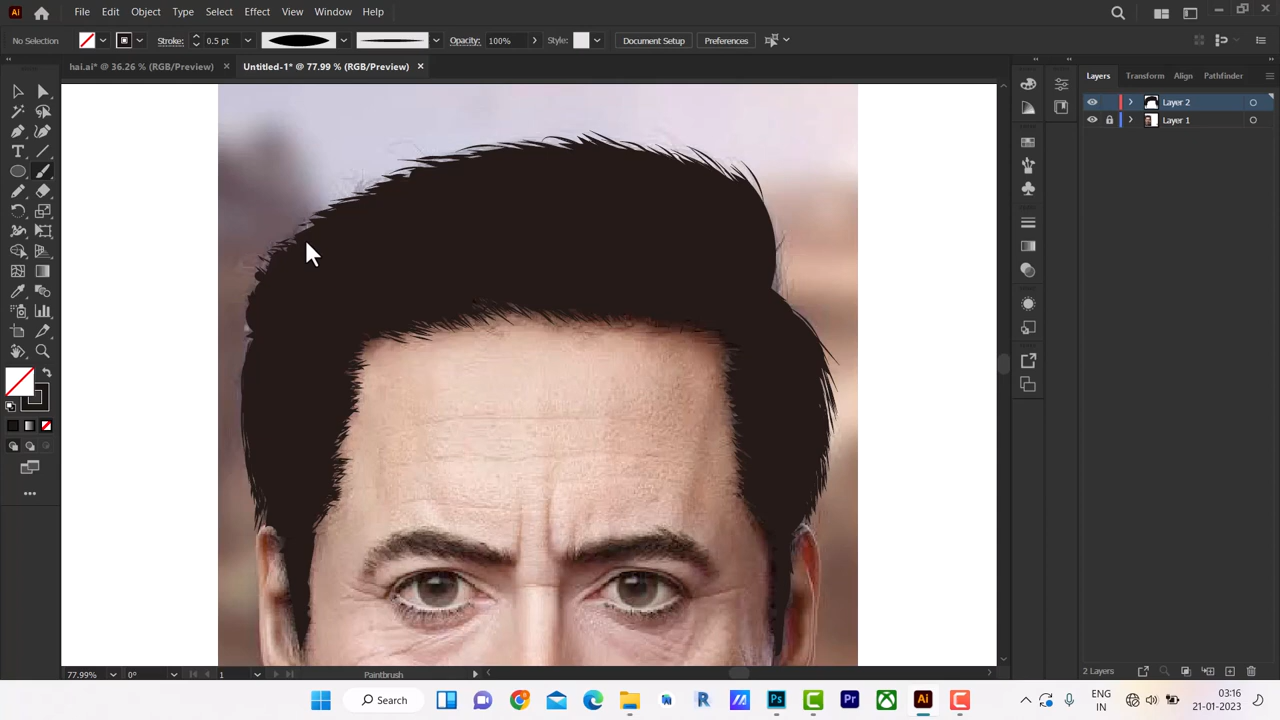 Ai File Edit Object Type Select Effect View Window Help
No Selection Stroke: 0.5 pt Opacity: 100% Style: Document Setup Preferences
hai.ai* @ 36.26 % (RGB/Preview) × Untitled-1* @ 77.99 % (RGB/Preview) ×
Layers Transform Align Pathfinder
Layer 2
Layer 1
T
77.99% 0° 1 Paintbrush
2 Layers
Search
Ps
Pr
Ai
ENG
IN
03:16
21-01-2023